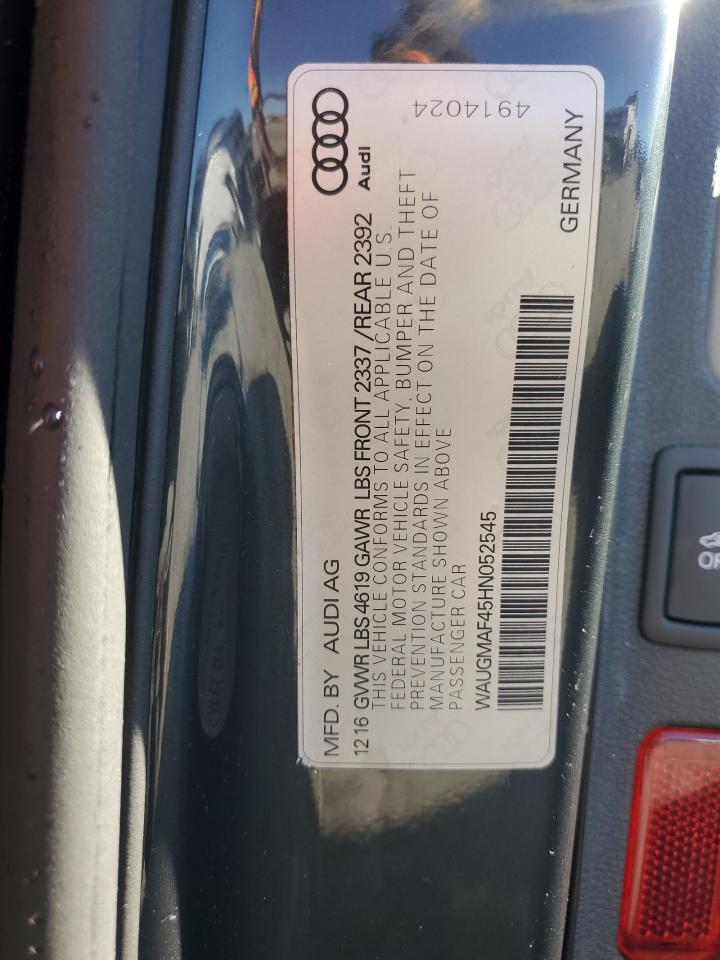 Audi
4914024
MFD. BY AUDI AG
1216 GVWR LBS 4619 GAWR LBS FRONT 2337 /REAR 2392
THIS VEHICLE CONFORMS TO ALL APPLICABLE U.S.
FEDERAL MOTOR VEHICLE SAFETY, BUMPER AND THEFT
PREVENTION STANDARDS IN EFFECT ON THE DATE OF
MANUFACTURE SHOWN ABOVE
PASSENGER CAR
WAUGMAF45HN052545
GERMANY